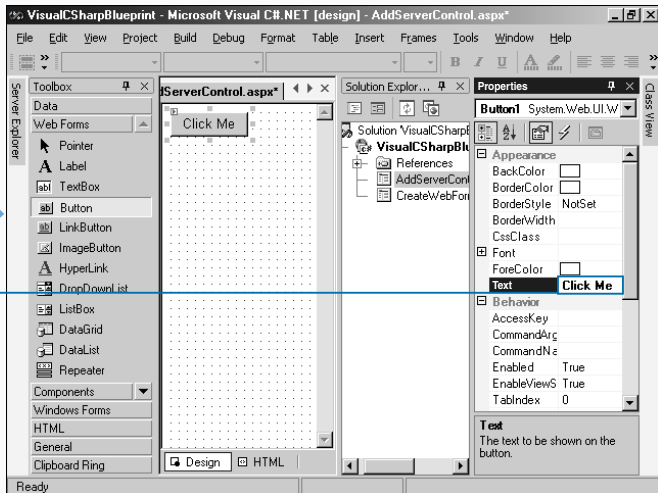 VisualCSharpBlueprint - Microsoft Visual C#.NET [design] - AddServerControl.aspx*
File Edit View Project Build Debug Format Table Insert Frames Tools Window Help
B I U A
Server Explorer
Toolbox
Data
Web Forms
Pointer
A Label
abl TextBox
ab Button
ab LinkButton
ImageButton
A HyperLink
DropDownList
ListBox
DataGrid
DataList
Repeater
Components
Windows Forms
HTML
General
Clipboard Ring
dServerControl.aspx*
Click Me
Design HTML
Solution Explor...
Solution 'VisualCSharpB
VisualCSharpBlu
References
AddServerCont
CreateWebForm
Properties
Button1 System.Web.UI.W
Appearance
BackColor
BorderColor
BorderStyle NotSet
BorderWidth
CssClass
Font
ForeColor
Text Click Me
Behavior
AccessKey
CommandArg
CommandNa
Enabled True
EnableViewS True
TabIndex 0
Text
The text to be shown on the
button.
Class View
Ready